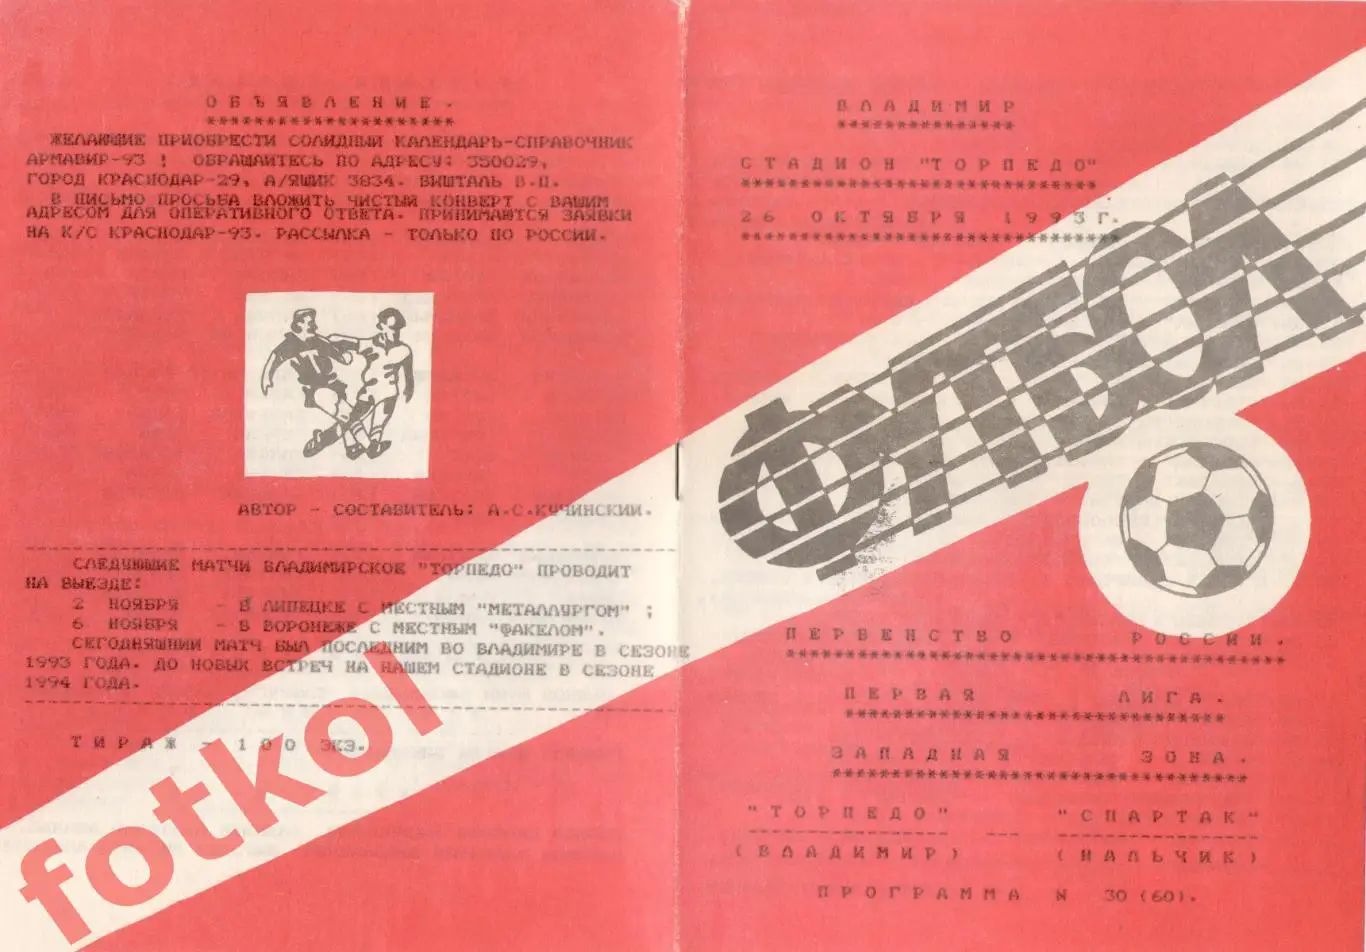 ОБЪЯВЛЕНИЕ.
*********************
ЖЕЛАЮЩИЕ ПРИОБРЕСТИ СОЛИДНЫЙ КАЛЕНДАРЬ-СПРАВОЧНИК
АРМАВИР-93 ! ОБРАЩАЙТЕСЬ ПО АДРЕСУ: 350029,
ГОРОД КРАСНОДАР-29, А/ЯЩИК 3834. ВИШТАЛЬ В.П.
В ПИСЬМО ПРОСЬБА ВЛОЖИТЬ ЧИСТЫЙ КОНВЕРТ С ВАШИМ
АДРЕСОМ ДЛЯ ОПЕРАТИВНОГО ОТВЕТА. ПРИНИМАЮТСЯ ЗАЯВКИ
НА К/С КРАСНОДАР-93. РАССЫЛКА - ТОЛЬКО ПО РОССИИ.
АВТОР - СОСТАВИТЕЛЬ: А.С.КУЧИНСКИЙ.
СЛЕДУЮЩИЕ МАТЧИ ВЛАДИМИРСКОЕ "ТОРПЕДО" ПРОВОДИТ
НА ВЫЕЗДЕ:
2 НОЯБРЯ - В ЛИПЕЦКЕ С МЕСТНЫМ "МЕТАЛЛУРГОМ" ;
6 НОЯБРЯ - В ВОРОНЕЖЕ С МЕСТНЫМ "ФАКЕЛОМ".
СЕГОДНЯШНИЙ МАТЧ БЫЛ ПОСЛЕДНИМ ВО ВЛАДИМИРЕ В СЕЗОНЕ
1993 ГОДА. ДО НОВЫХ ВСТРЕЧ НА НАШЕМ СТАДИОНЕ В СЕЗОНЕ
1994 ГОДА.
ТИРАЖ - 100 ЭКЗ.
fotkol
ВЛАДИМИР
***************
СТАДИОН "ТОРПЕДО"
******************************
26 ОКТЯБРЯ 1993г.
********************************
ФУТБОЛ
ПЕРВЕНСТВО РОССИИ.
******************************************
ПЕРВАЯ ЛИГА.
********************************
ЗАПАДНАЯ ЗОНА.
***********************************
"ТОРПЕДО" --- "СПАРТАК"
(ВЛАДИМИР) (НАЛЬЧИК)
ПРОГРАММА N 30(60).